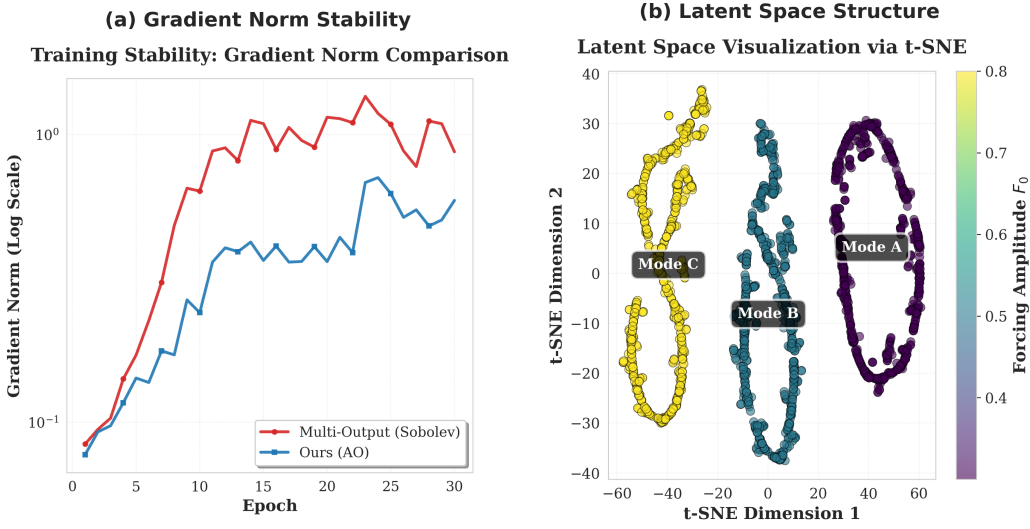 (a) Gradient Norm Stability
Training Stability: Gradient Norm Comparison
Gradient Norm (Log Scale)
10⁰
10⁻¹
0 5 10 15 20 25 30
Epoch
Multi-Output (Sobolev)
Ours (AO)
(b) Latent Space Structure
Latent Space Visualization via t-SNE
t-SNE Dimension 2
40
30
20
10
0
−10
−20
−30
−40
Mode C
Mode B
Mode A
−60 −40 −20 0 20 40 60
t-SNE Dimension 1
0.8
0.7
0.6
0.5
0.4
Forcing Amplitude F₀